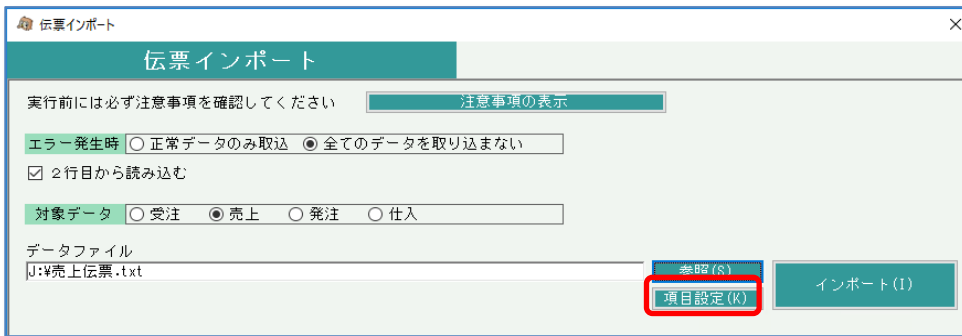 伝票インポート
伝票インポート
実行前には必ず注意事項を確認してください 注意事項の表示
エラー発生時 正常データのみ取込 全てのデータを取り込まない
2行目から読み込む
対象データ 受注 売上 発注 仕入
データファイル
J:¥売上伝票.txt 参照(S)
インポート(I)
項目設定(K)